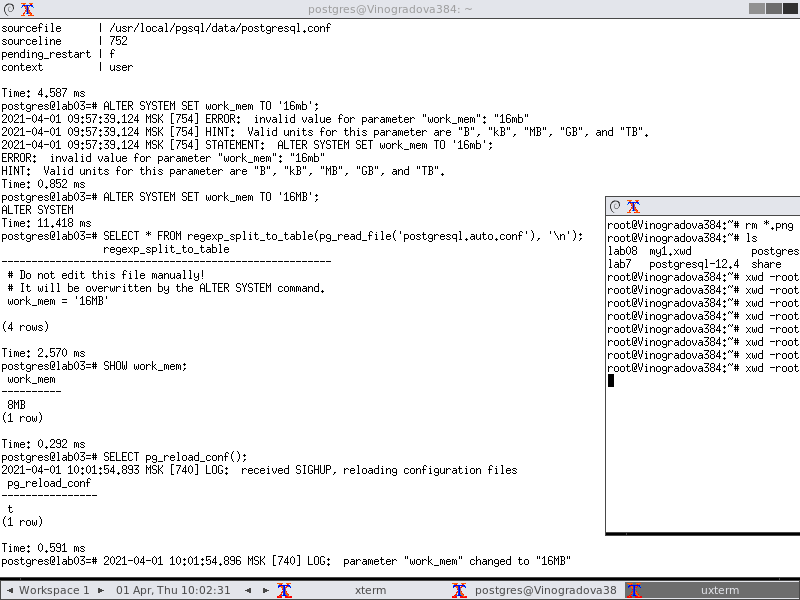 postgres@Vinogradova384: ~
sourcefile      | /usr/local/pgsql/data/postgresql.conf
sourceline      | 752
pending_restart | f
context         | user
Time: 4.587 ms
postgres@lab03=# ALTER SYSTEM SET work_mem TO '16mb';
2021-04-01 09:57:39.124 MSK [754] ERROR:  invalid value for parameter "work_mem": "16mb"
2021-04-01 09:57:39.124 MSK [754] HINT:  Valid units for this parameter are "B", "kB", "MB", "GB", and "TB".
2021-04-01 09:57:39.124 MSK [754] STATEMENT:  ALTER SYSTEM SET work_mem TO '16mb';
ERROR:  invalid value for parameter "work_mem": "16mb"
HINT:  Valid units for this parameter are "B", "kB", "MB", "GB", and "TB".
Time: 0.852 ms
postgres@lab03=# ALTER SYSTEM SET work_mem TO '16MB';
ALTER SYSTEM
Time: 11.418 ms
postgres@lab03=# SELECT * FROM regexp_split_to_table(pg_read_file('postgresql.auto.conf'), '\n');
regexp_split_to_table
---------------------------------------------------
# Do not edit this file manually!
# It will be overwritten by the ALTER SYSTEM command.
work_mem = '16MB'
(4 rows)
Time: 2.570 ms
postgres@lab03=# SHOW work_mem;
work_mem
----------
8MB
(1 row)
Time: 0.292 ms
postgres@lab03=# SELECT pg_reload_conf();
2021-04-01 10:01:54.893 MSK [740] LOG:  received SIGHUP, reloading configuration files
pg_reload_conf
----------------
t
(1 row)
Time: 0.591 ms
postgres@lab03=# 2021-04-01 10:01:54.896 MSK [740] LOG:  parameter "work_mem" changed to "16MB"
root@Vinogradova384:~# rm *.png
root@Vinogradova384:~# ls
lab08  my1.xwd         postgres
lab7   postgresql-12.4  share
root@Vinogradova384:~# xwd -root
root@Vinogradova384:~# xwd -root
root@Vinogradova384:~# xwd -root
root@Vinogradova384:~# xwd -root
root@Vinogradova384:~# xwd -root
root@Vinogradova384:~# xwd -root
root@Vinogradova384:~# xwd -root
root@Vinogradova384:~# xwd -root
Workspace 1 01 Apr, Thu 10:02:31 xterm postgres@Vinogradova38 uxterm